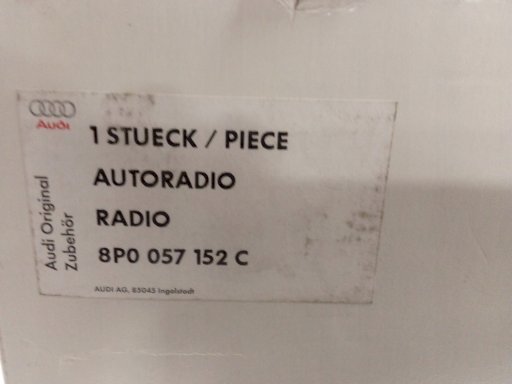 Audi
1 STUECK / PIECE
AUTORADIO
RADIO
8P0 057 152 C
Audi Original
Zubehör
AUDI AG, 85045 Ingolstadt